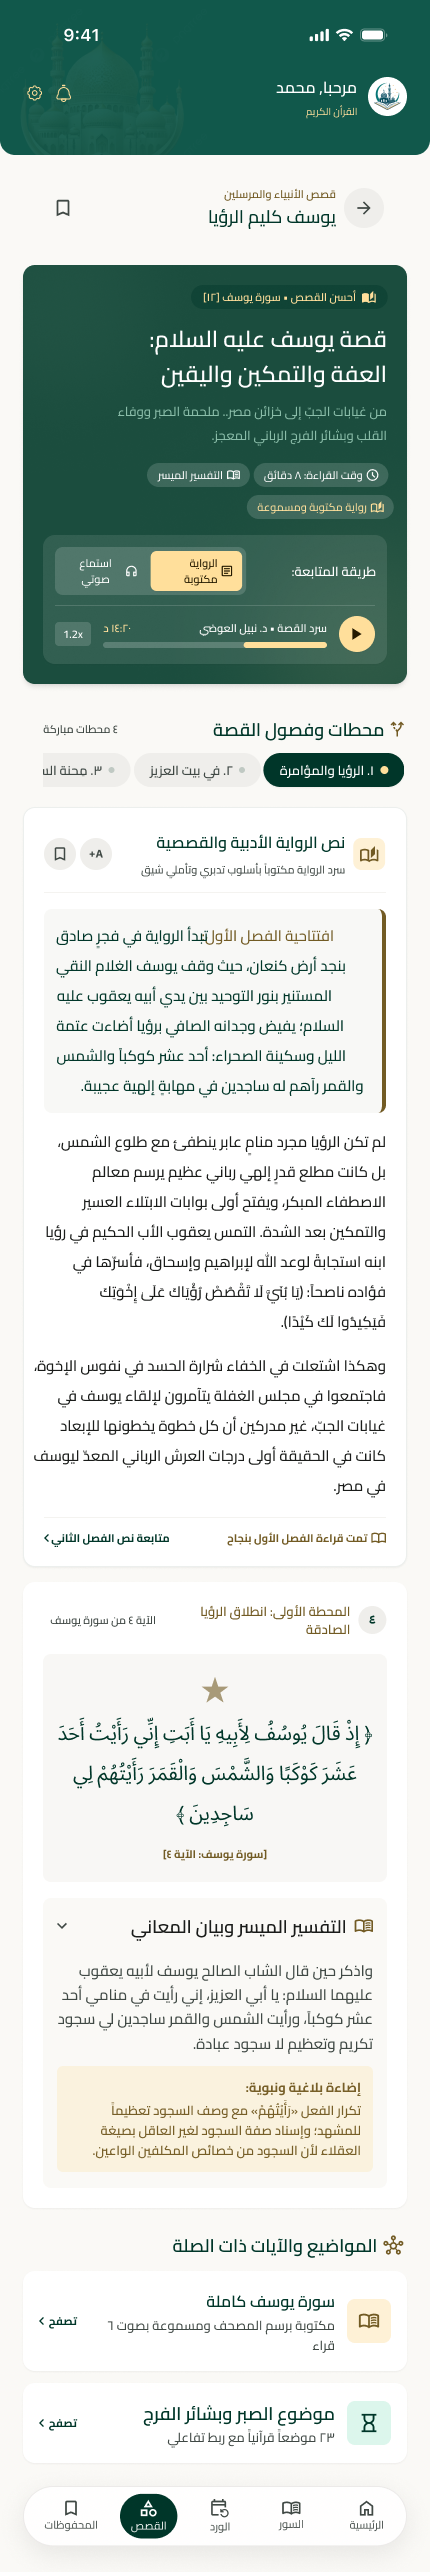 9:41
مرحبا, محمد
القرآن الكريم
قصص الأنبياء والمرسلين
يوسف كليم الرؤيا
أحسن القصص • سورة يوسف [١٢]
قصة يوسف عليه السلام:
العفة والتمكين واليقين
من غيابات الجبّ إلى خزائن مصر.. ملحمة الصبر ووفاء
القلب وبشائر الفرج الرباني المعجز.
وقت القراءة: ٨ دقائق
التفسير الميسر
رواية مكتوبة ومسموعة
طريقة المتابعة:
الرواية
مكتوبة
استماع
صوتي
سرد القصة • د. نبيل العوضي
١٤:٢٠ د
1.2x
محطات وفصول القصة
٤ محطات مباركة
١. الرؤيا والمؤامرة
٢. في بيت العزيز
٣. محنة الس
نص الرواية الأدبية والقصصية
سرد الرواية مكتوباً بأسلوب تدبري وتأملي شيق
A+
افتتاحية الفصل الأول تبدأ الرواية في فجرٍ صادق
بنجد أرض كنعان، حيث وقف يوسف الغلام النقي
المستنير بنور التوحيد بين يدي أبيه يعقوب عليه
السلام؛ يفيض وجدانه الصافي برؤيا أضاءت عتمة
الليل وسكينة الصحراء: أحد عشر كوكباً والشمس
والقمر رآهم له ساجدين في مهابةٍ إلهية عجيبة.
لم تكن الرؤيا مجرد منامٍ عابر ينطفئ مع طلوع الشمس،
بل كانت مطلع قدرٍ إلهي رباني عظيم يرسم معالم
الاصطفاء المبكر، ويفتح أولى بوابات الابتلاء العسير
والتمكين بعد الشدة. التمس يعقوب الأب الحكيم في رؤيا
ابنه استجابةً لوعد الله لإبراهيم وإسحاق، فأسرّها في
فؤاده ناصحاً: (يَا بُنَيَّ لَا تَقْصُصْ رُؤْيَاكَ عَلَى إِخْوَتِكَ
فَيَكِيدُوا لَكَ كَيْدًا).
وهكذا اشتعلت في الخفاء شرارة الحسد في نفوس الإخوة،
فاجتمعوا في مجلس الغفلة يتآمرون لإلقاء يوسف في
غيابات الجبّ، غير مدركين أن كل خطوة يخطونها للإبعاد
كانت في الحقيقة أولى درجات العرش الرباني المعدّ ليوسف
في مصر.
تمت قراءة الفصل الأول بنجاح
متابعة نص الفصل الثاني
٤
المحطة الأولى: انطلاق الرؤيا
الصادقة
الآية ٤ من سورة يوسف
﴿ إِذْ قَالَ يُوسُفُ لِأَبِيهِ يَا أَبَتِ إِنِّي رَأَيْتُ أَحَدَ
عَشَرَ كَوْكَبًا وَالشَّمْسَ وَالْقَمَرَ رَأَيْتُهُمْ لِي
سَاجِدِينَ ﴾
[سورة يوسف: الآية ٤]
التفسير الميسر وبيان المعاني
واذكر حين قال الشاب الصالح يوسف لأبيه يعقوب
عليهما السلام: يا أبي العزيز، إني رأيت في منامي أحد
عشر كوكباً، ورأيت الشمس والقمر ساجدين لي سجود
تكريم وتعظيم لا سجود عبادة.
إضاءة بلاغية ونبوية:
تكرار الفعل «رَأَيْتُهُمْ» مع وصف السجود تعظيماً
للمشهد؛ وإسناد صفة السجود لغير العاقل بصيغة
العقلاء لأن السجود من خصائص المكلفين الواعين.
المواضيع والآيات ذات الصلة
سورة يوسف كاملة
مكتوبة برسم المصحف ومسموعة بصوت ٦
قراء
تصفح
موضوع الصبر وبشائر الفرج
٢٣ موضعاً قرآنياً مع ربط تفاعلي
تصفح
الرئيسية
السور
الورد
القصص
المحفوظات